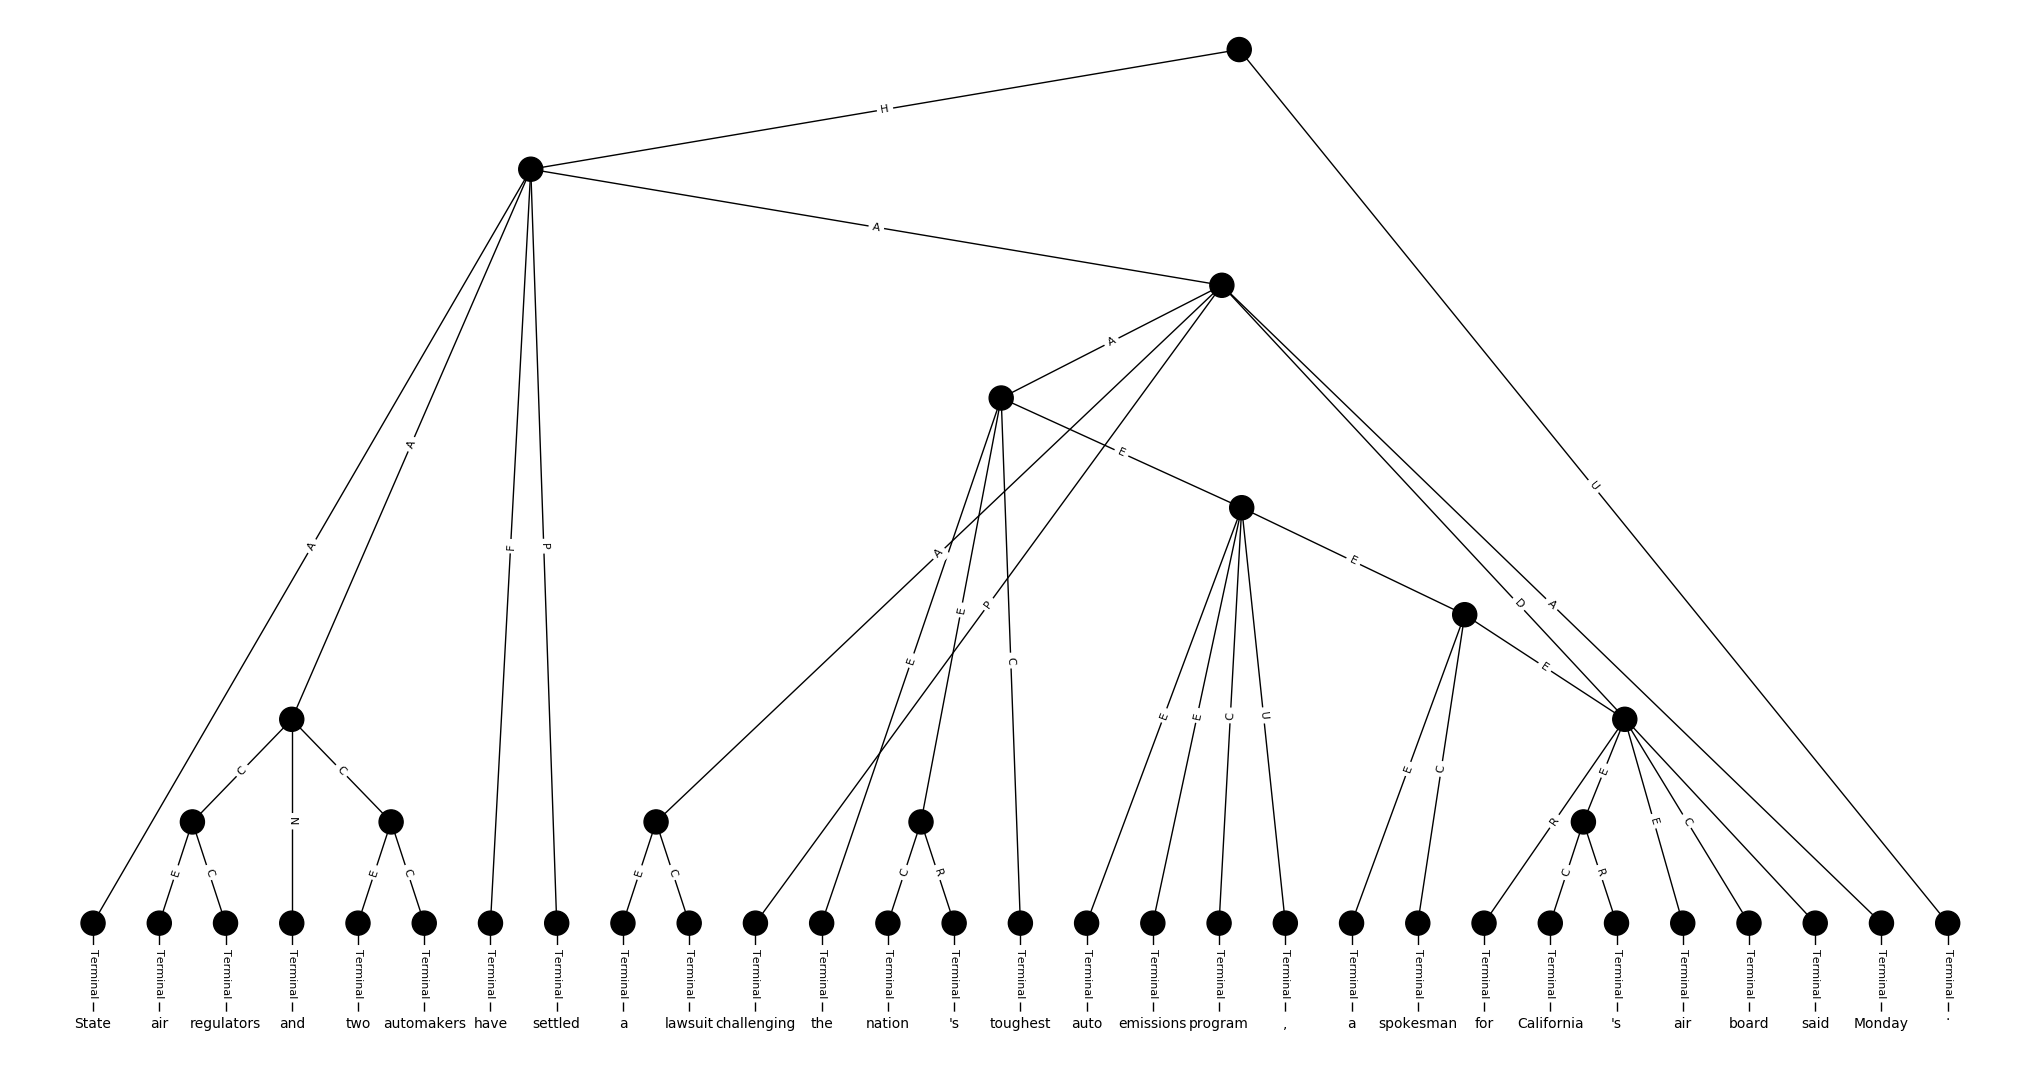 H
U
A
A
F
P
A
A
A
P
D
A
E
E
C
E
E
E
C
U
E
E
C
E
C
N
C
R
E
E
C
E
C
E
C
E
C
C
R
C
R
Terminal Terminal Terminal Terminal Terminal Terminal Terminal Terminal Terminal Terminal Terminal Terminal Terminal Terminal Terminal Terminal Terminal Terminal Terminal Terminal Terminal Terminal Terminal Terminal Terminal Terminal Terminal Terminal Terminal
State air regulators and two automakers have settled a lawsuit challenging the nation 's toughest auto emissions program , a spokesman for California 's air board said Monday .